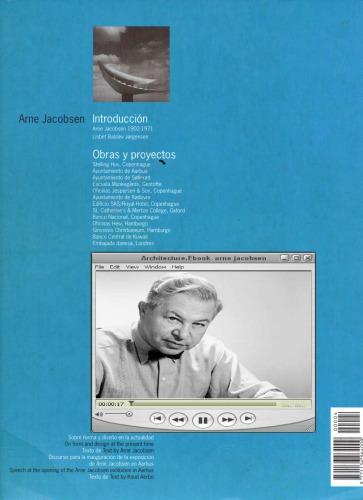 Arne Jacobsen
Introducción
Arne Jacobsen 1902-1971
Lisbet Balslev Jørgensen
Obras y proyectos
Stelling Hus, Copenhague
Ayuntamiento de Aarhus
Ayuntamiento de Søllerød
Escuela Munkegårds, Gentofte
Oficinas Jespersen & Son, Copenhague
Ayuntamiento de Rødovre
Edificio SAS/Royal Hotel, Copenhague
St. Catherine's & Merton College, Oxford
Banco Nacional, Copenhague
Oficinas Hew, Hamburgo
Gimnasio Christianeum, Hamburgo
Banco Central de Kuwait
Embajada danesa, Londres
Architecture.Ebook. arne jacobsen
File Edit View Window Help
00:00:17
Sobre forma y diseño en la actualidad
On form and design at the present time
Texto de Text by Arne Jacobsen
Discurso para la inauguración de la exposición
de Arne Jacobsen en Aarhus
Speech at the opening of the Arne Jacobsen exhibition in Aarhus
Texto de Text by Knud
00004